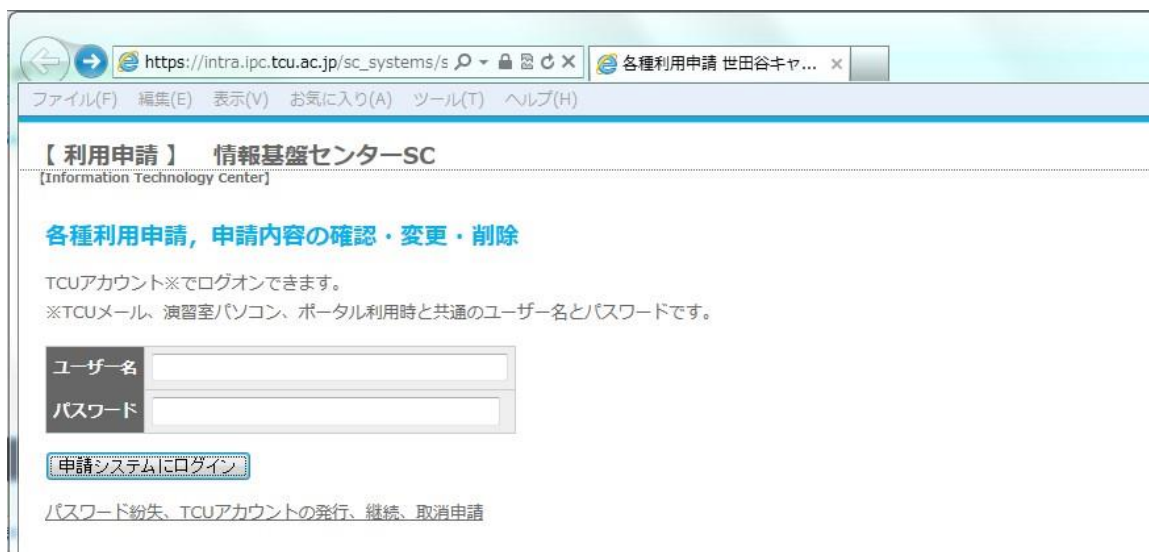 https://intra.ipc.tcu.ac.jp/sc_systems/s
各種利用申請 世田谷キャ...
ファイル(F) 編集(E) 表示(V) お気に入り(A) ツール(T) ヘルプ(H)
【 利用申請 】 情報基盤センターSC
[Information Technology Center]
各種利用申請，申請内容の確認・変更・削除
TCUアカウント※でログオンできます。
※TCUメール、演習室パソコン、ポータル利用時と共通のユーザー名とパスワードです。
ユーザー名
パスワード
申請システムにログイン
パスワード紛失、TCUアカウントの発行、継続、取消申請